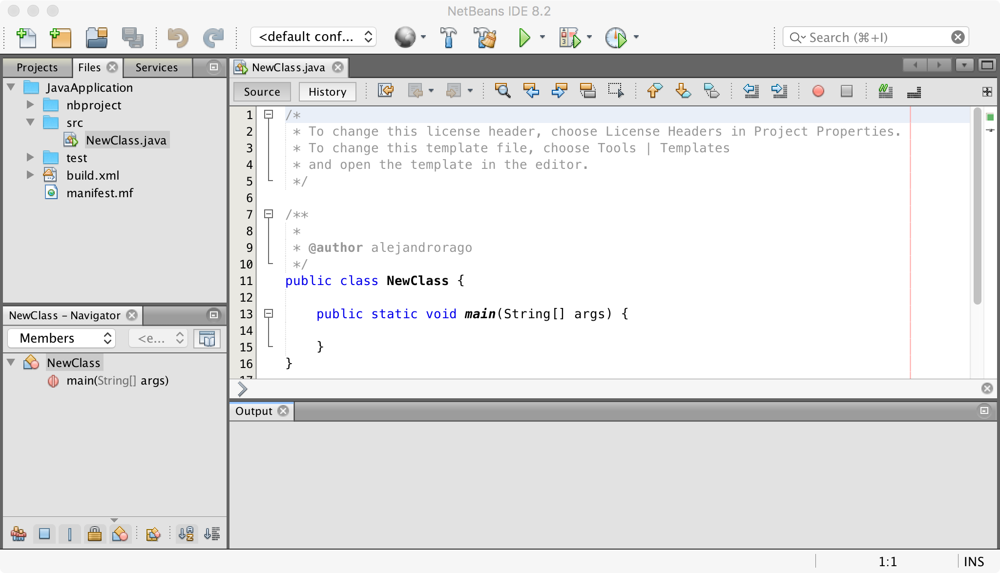 NetBeans IDE 8.2
<default conf...
Search (⌘+I)
Projects
Files
Services
JavaApplication
nbproject
src
NewClass.java
test
build.xml
manifest.mf
NewClass – Navigator
Members
<e...
NewClass
main(String[] args)
NewClass.java
Source
History
1 /*
2 * To change this license header, choose License Headers in Project Properties.
3 * To change this template file, choose Tools | Templates
4 * and open the template in the editor.
5 */
6
7 /**
8 *
9 * @author alejandrorago
10 */
11 public class NewClass {
12
13 public static void main(String[] args) {
14
15 }
16 }
17
Output
1:1
INS